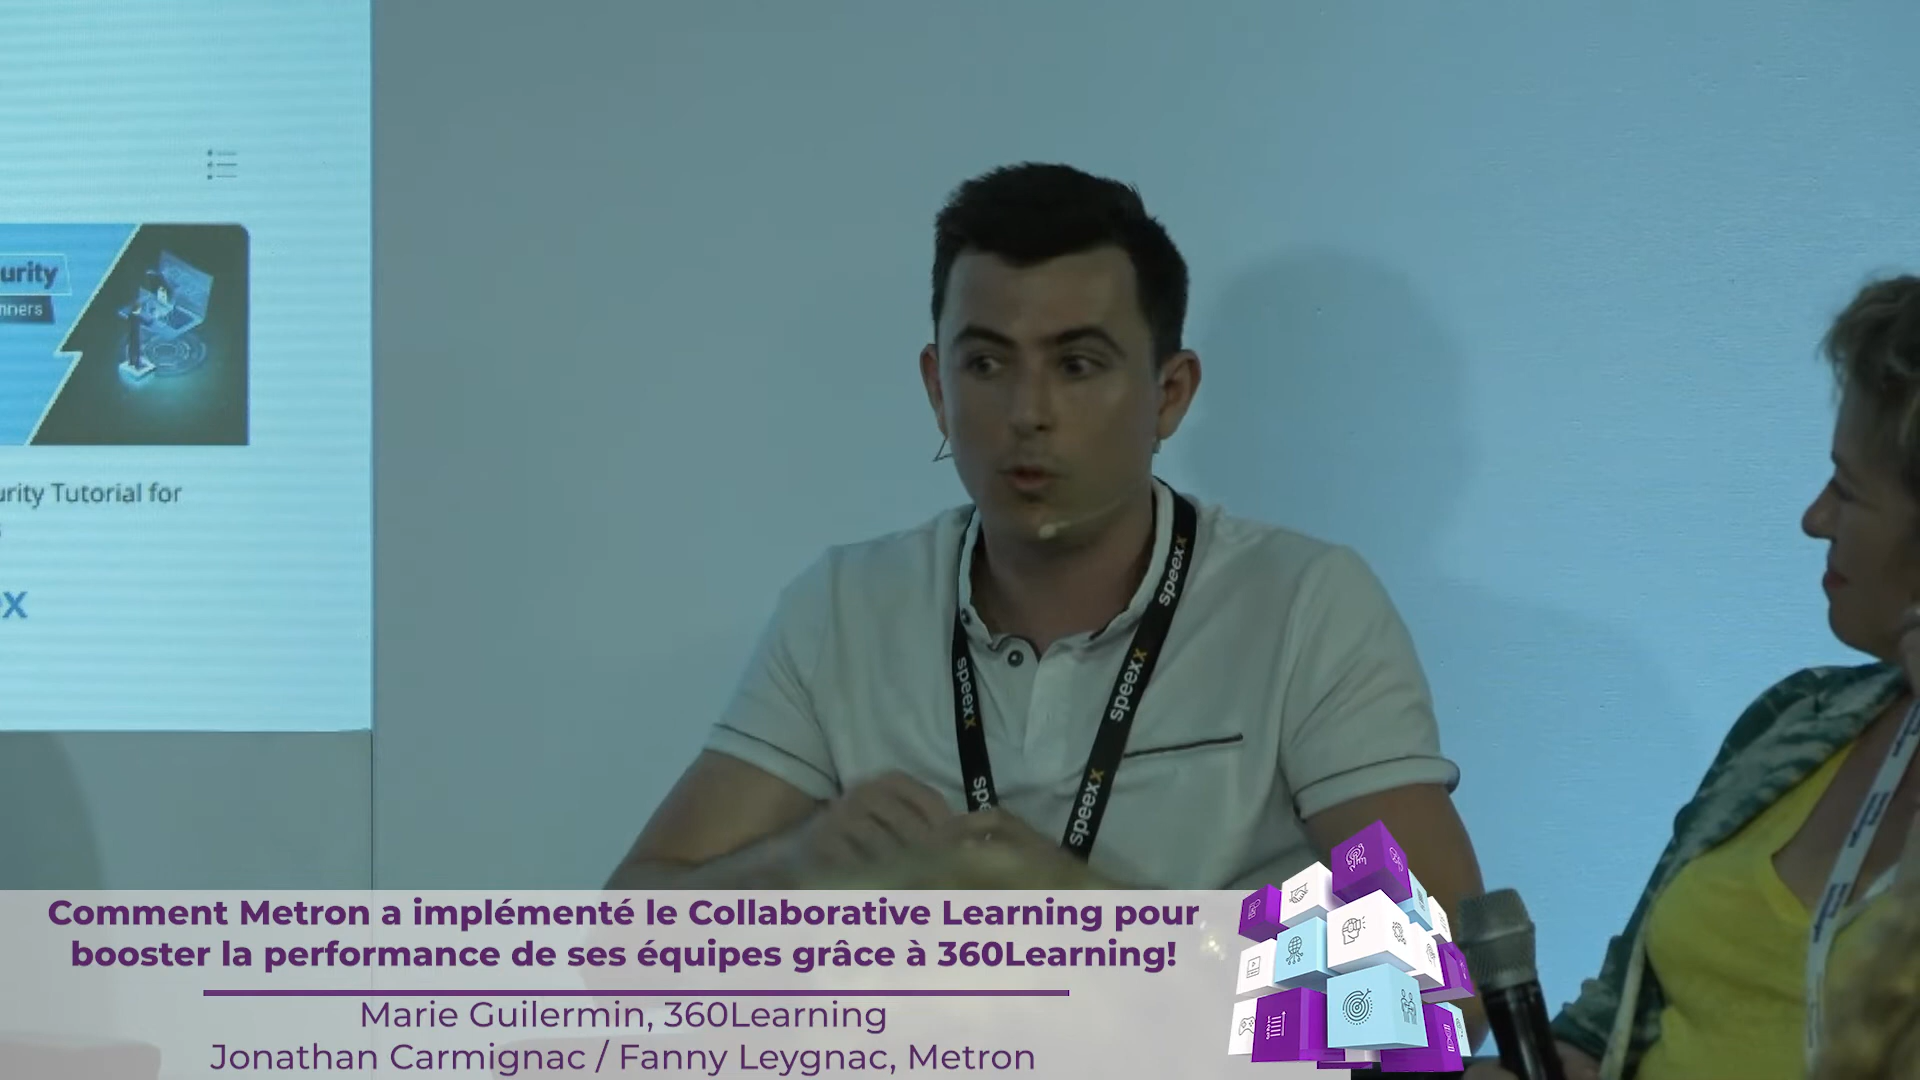 urity
nners
urity Tutorial for
x
speexx
speexx
speexx
speexx
spe
Comment Metron a implémenté le Collaborative Learning pour
booster la performance de ses équipes grâce à 360Learning!
Marie Guilermin, 360Learning
Jonathan Carmignac / Fanny Leygnac, Metron